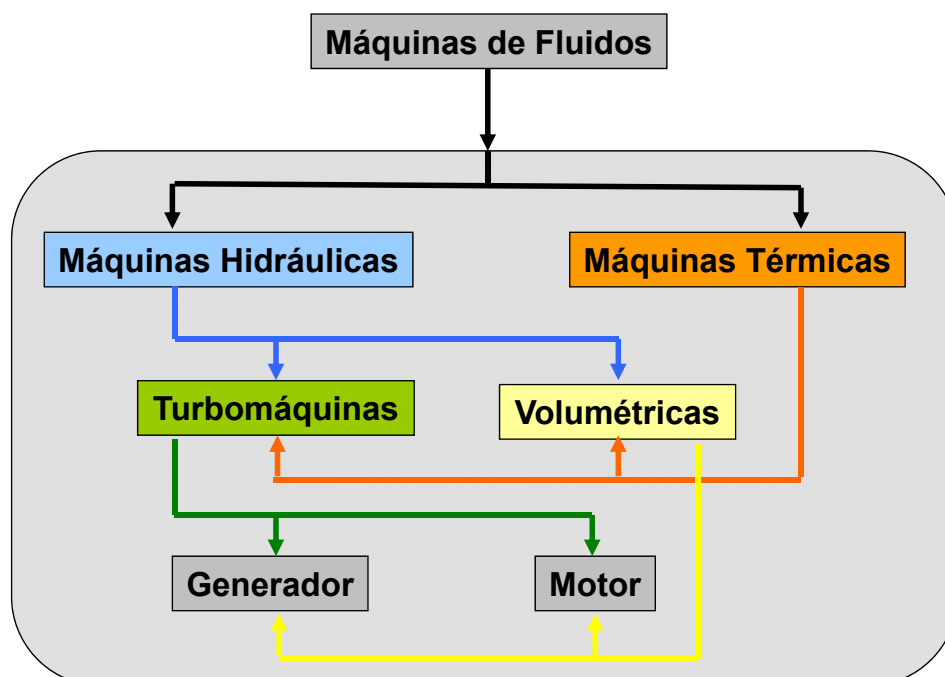 Máquinas de Fluidos
Máquinas Hidráulicas
Máquinas Térmicas
Turbomáquinas
Volumétricas
Generador
Motor